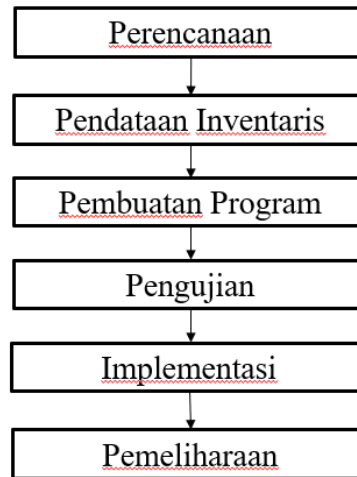 Perencanaan
Pendataan Inventaris
Pembuatan Program
Pengujian
Implementasi
Pemeliharaan